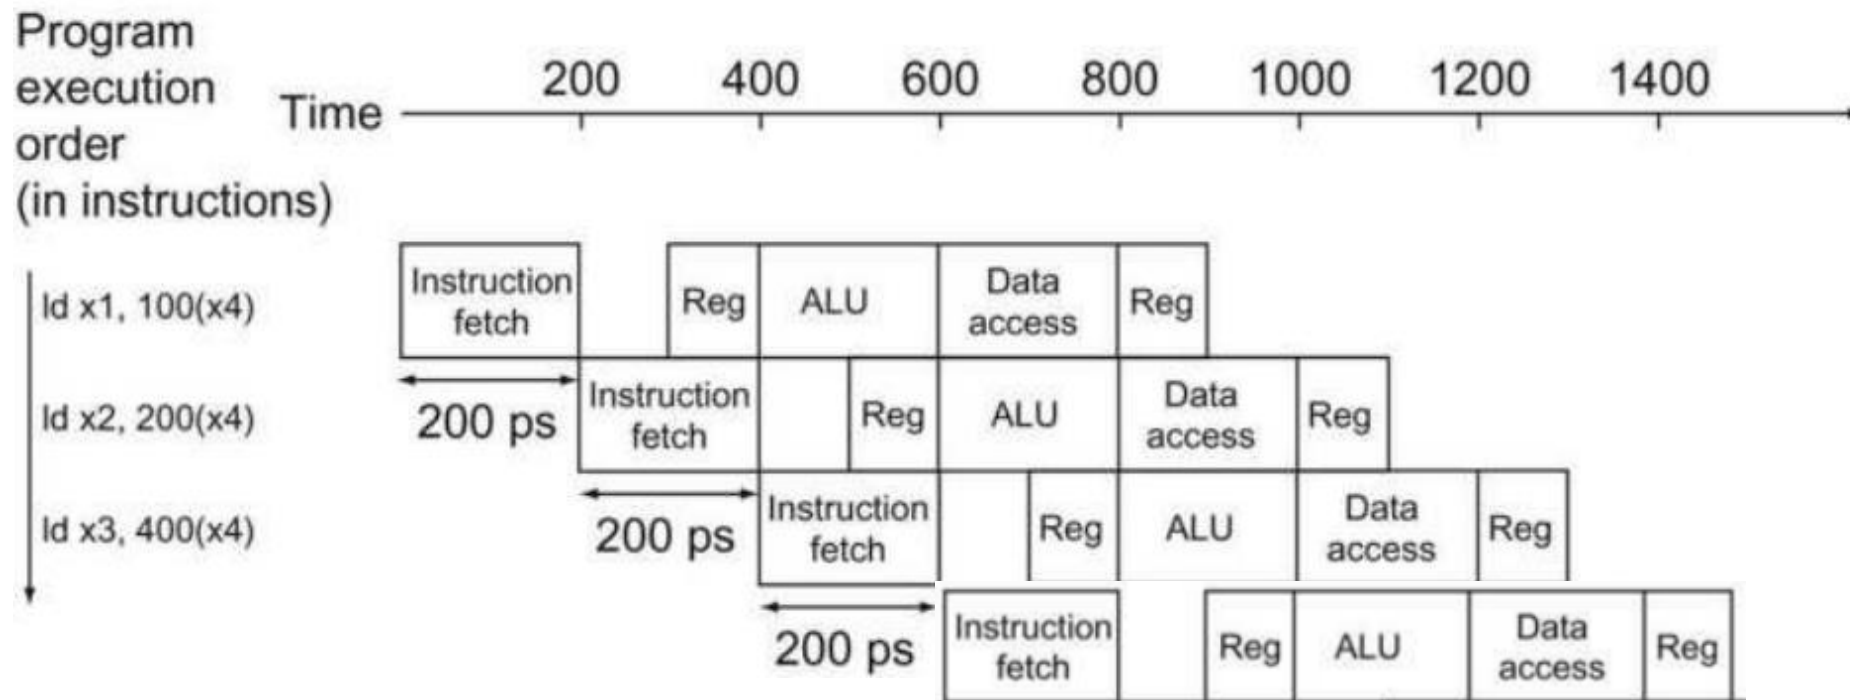 Program
execution
order
(in instructions)
Time
200 400 600 800 1000 1200 1400
ld x1, 100(x4)
Instruction
fetch
Reg
ALU
Data
access
Reg
200 ps
ld x2, 200(x4)
Instruction
fetch
Reg
ALU
Data
access
Reg
200 ps
ld x3, 400(x4)
Instruction
fetch
Reg
ALU
Data
access
Reg
200 ps
Instruction
fetch
Reg
ALU
Data
access
Reg